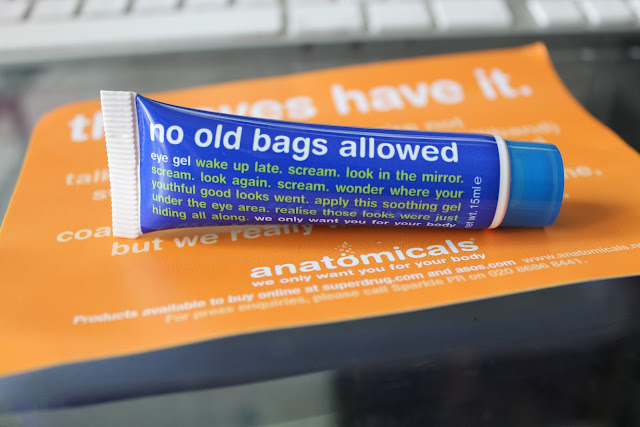 eyes have it.
no old bags allowed
eye gel wake up late. scream. look in the mirror.
scream. look again. scream. wonder where your
youthful good looks went. apply this soothing gel
under the eye area. realise those looks were just
hiding all along. we only want you for your body
net wt. 15ml e
but we really
anatomicals
we only want you for your body
Products available to buy online at superdrug.com and asos.com www.anatomicals
For press enquiries, please call Sparkle PR on 020 8686 8441.